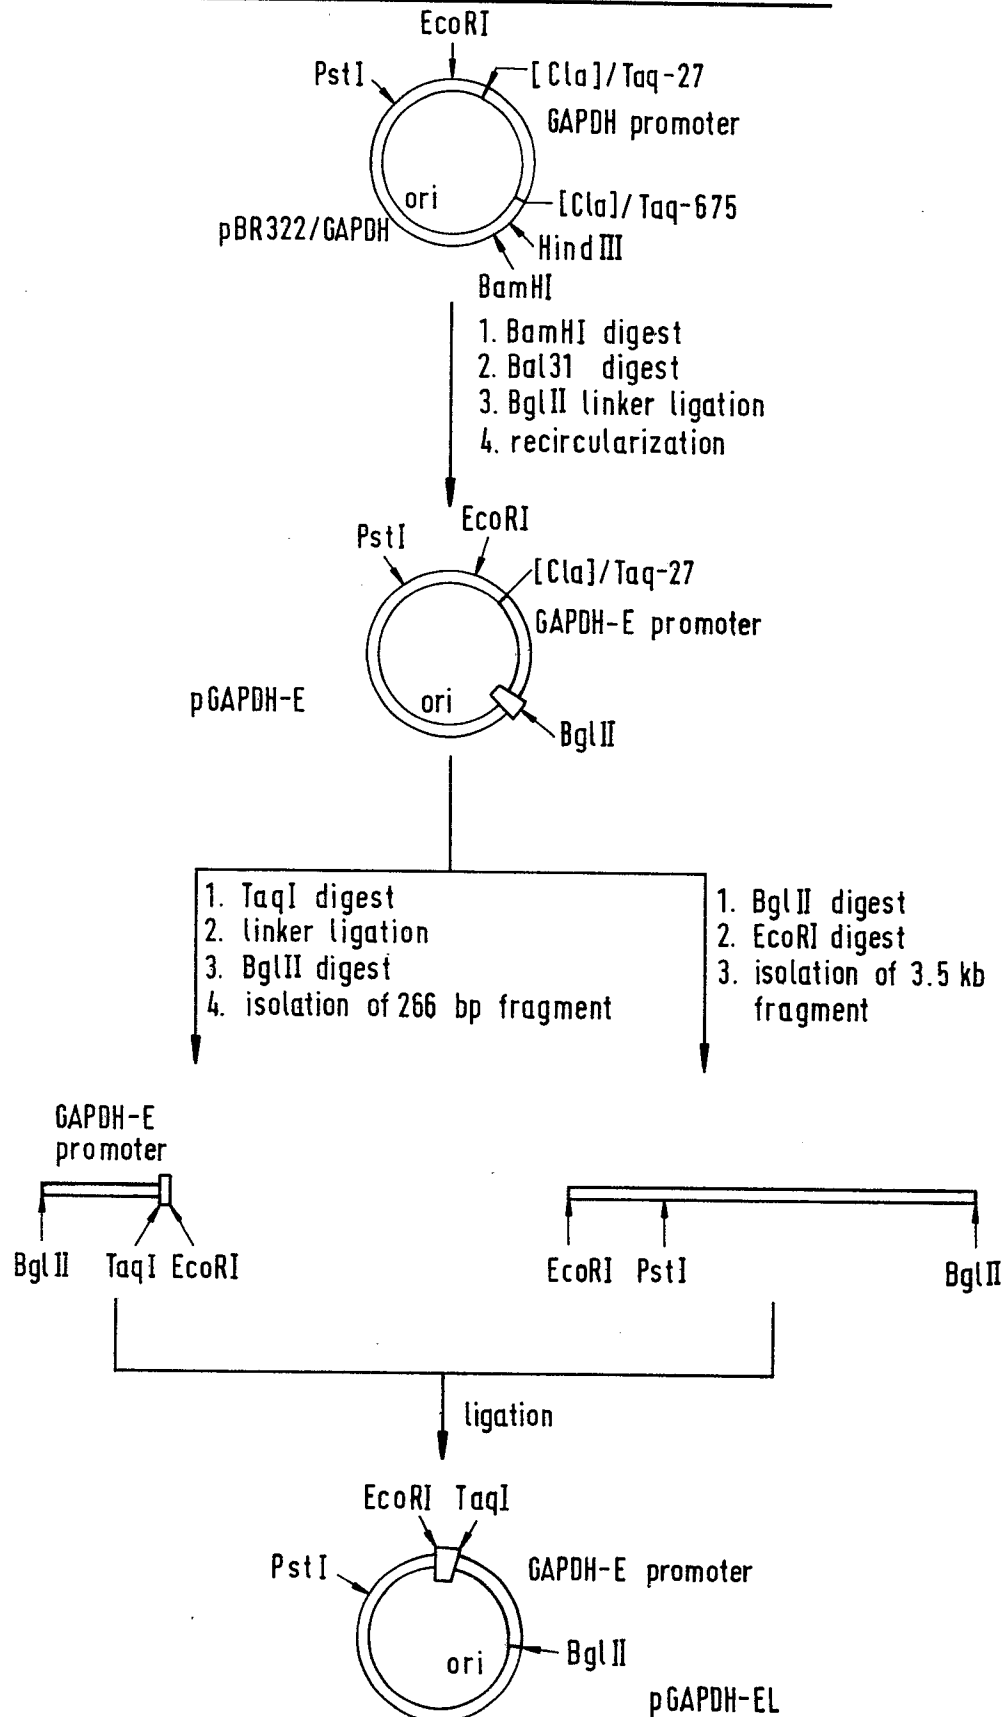 EcoRI
PstI
[Cla]/Taq-27
GAPDH promoter
ori
[Cla]/Taq-675
pBR322/GAPDH
HindIII
BamHI
1. BamHI digest
2. Bal31 digest
3. BglII linker ligation
4. recircularization
EcoRI
PstI
[Cla]/Taq-27
GAPDH-E promoter
pGAPDH-E
ori
BglII
1. TaqI digest
2. linker ligation
3. BglII digest
4. isolation of 266 bp fragment
1. BglII digest
2. EcoRI digest
3. isolation of 3.5 kb
fragment
GAPDH-E
promoter
BglII TaqI EcoRI
EcoRI PstI BglII
ligation
EcoRI TaqI
PstI
GAPDH-E promoter
ori
BglII
pGAPDH-EL